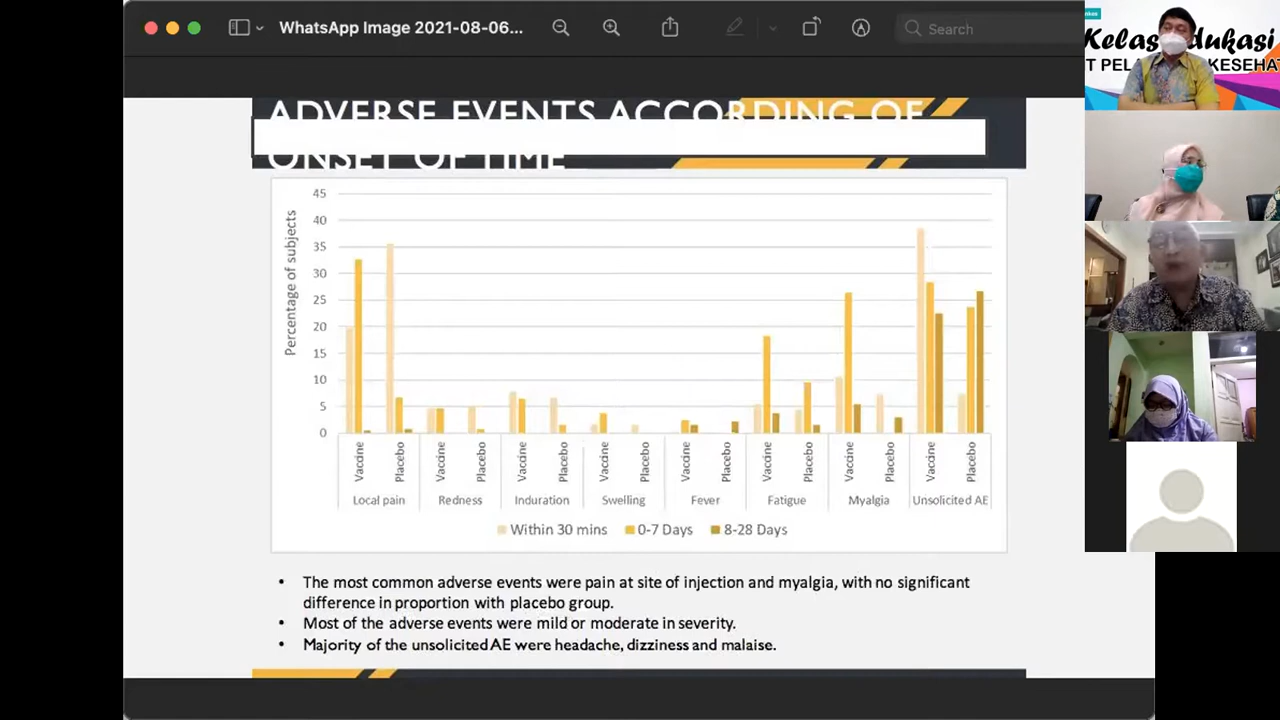 WhatsApp Image 2021-08-06...
Search
Kelas Edukasi
T PELA KESEHAT
ADVERSE EVENTS ACCORDING OF
ONSET OF TIME
Percentage of subjects
45
40
35
30
25
20
15
10
5
0
Vaccine Placebo Vaccine Placebo Vaccine Placebo Vaccine Placebo Vaccine Placebo Vaccine Placebo Vaccine Placebo Vaccine Placebo
Local pain Redness Induration Swelling Fever Fatigue Myalgia Unsolicited AE
Within 30 mins 0-7 Days 8-28 Days
• The most common adverse events were pain at site of injection and myalgia, with no significant
difference in proportion with placebo group.
• Most of the adverse events were mild or moderate in severity.
• Majority of the unsolicited AE were headache, dizziness and malaise.